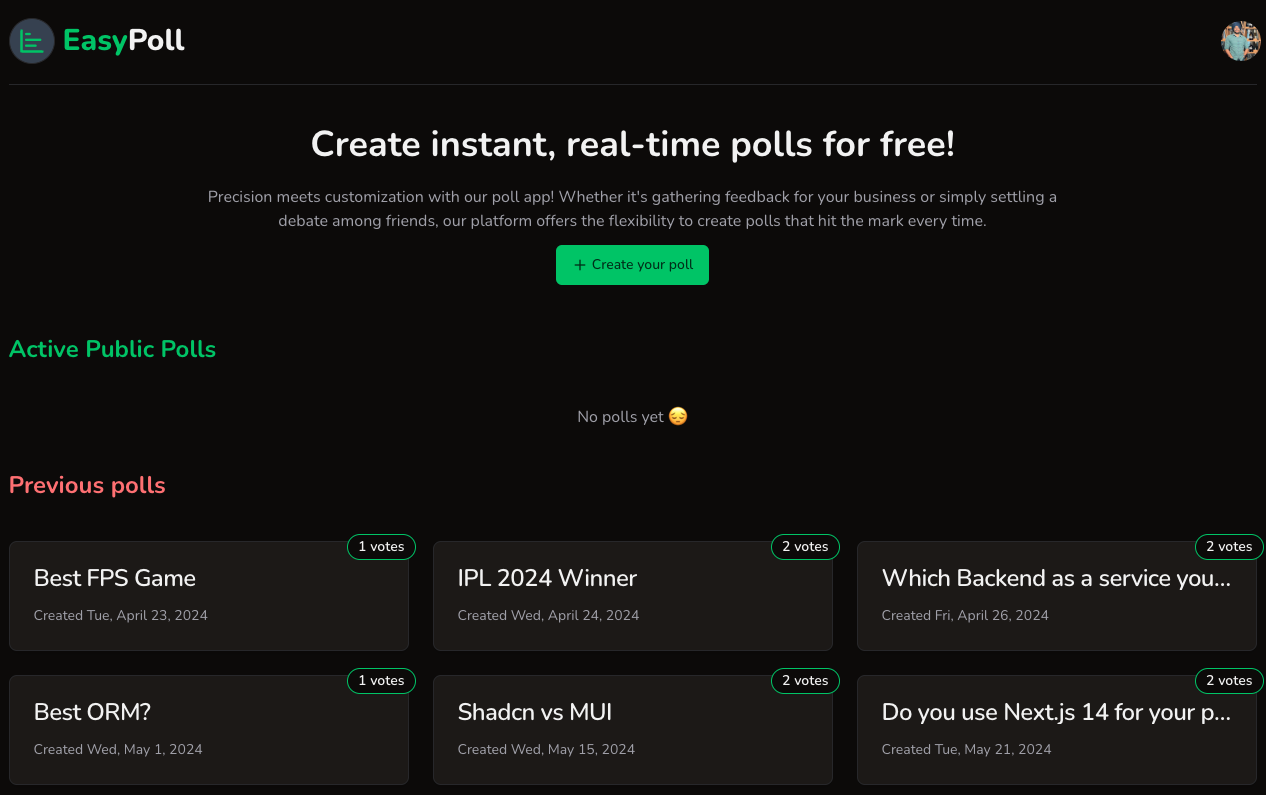 EasyPoll
Create instant, real-time polls for free!
Precision meets customization with our poll app! Whether it's gathering feedback for your business or simply settling a
debate among friends, our platform offers the flexibility to create polls that hit the mark every time.
+ Create your poll
Active Public Polls
No polls yet 😔
Previous polls
1 votes
Best FPS Game
Created Tue, April 23, 2024
2 votes
IPL 2024 Winner
Created Wed, April 24, 2024
2 votes
Which Backend as a service you...
Created Fri, April 26, 2024
1 votes
Best ORM?
Created Wed, May 1, 2024
2 votes
Shadcn vs MUI
Created Wed, May 15, 2024
2 votes
Do you use Next.js 14 for your p...
Created Tue, May 21, 2024